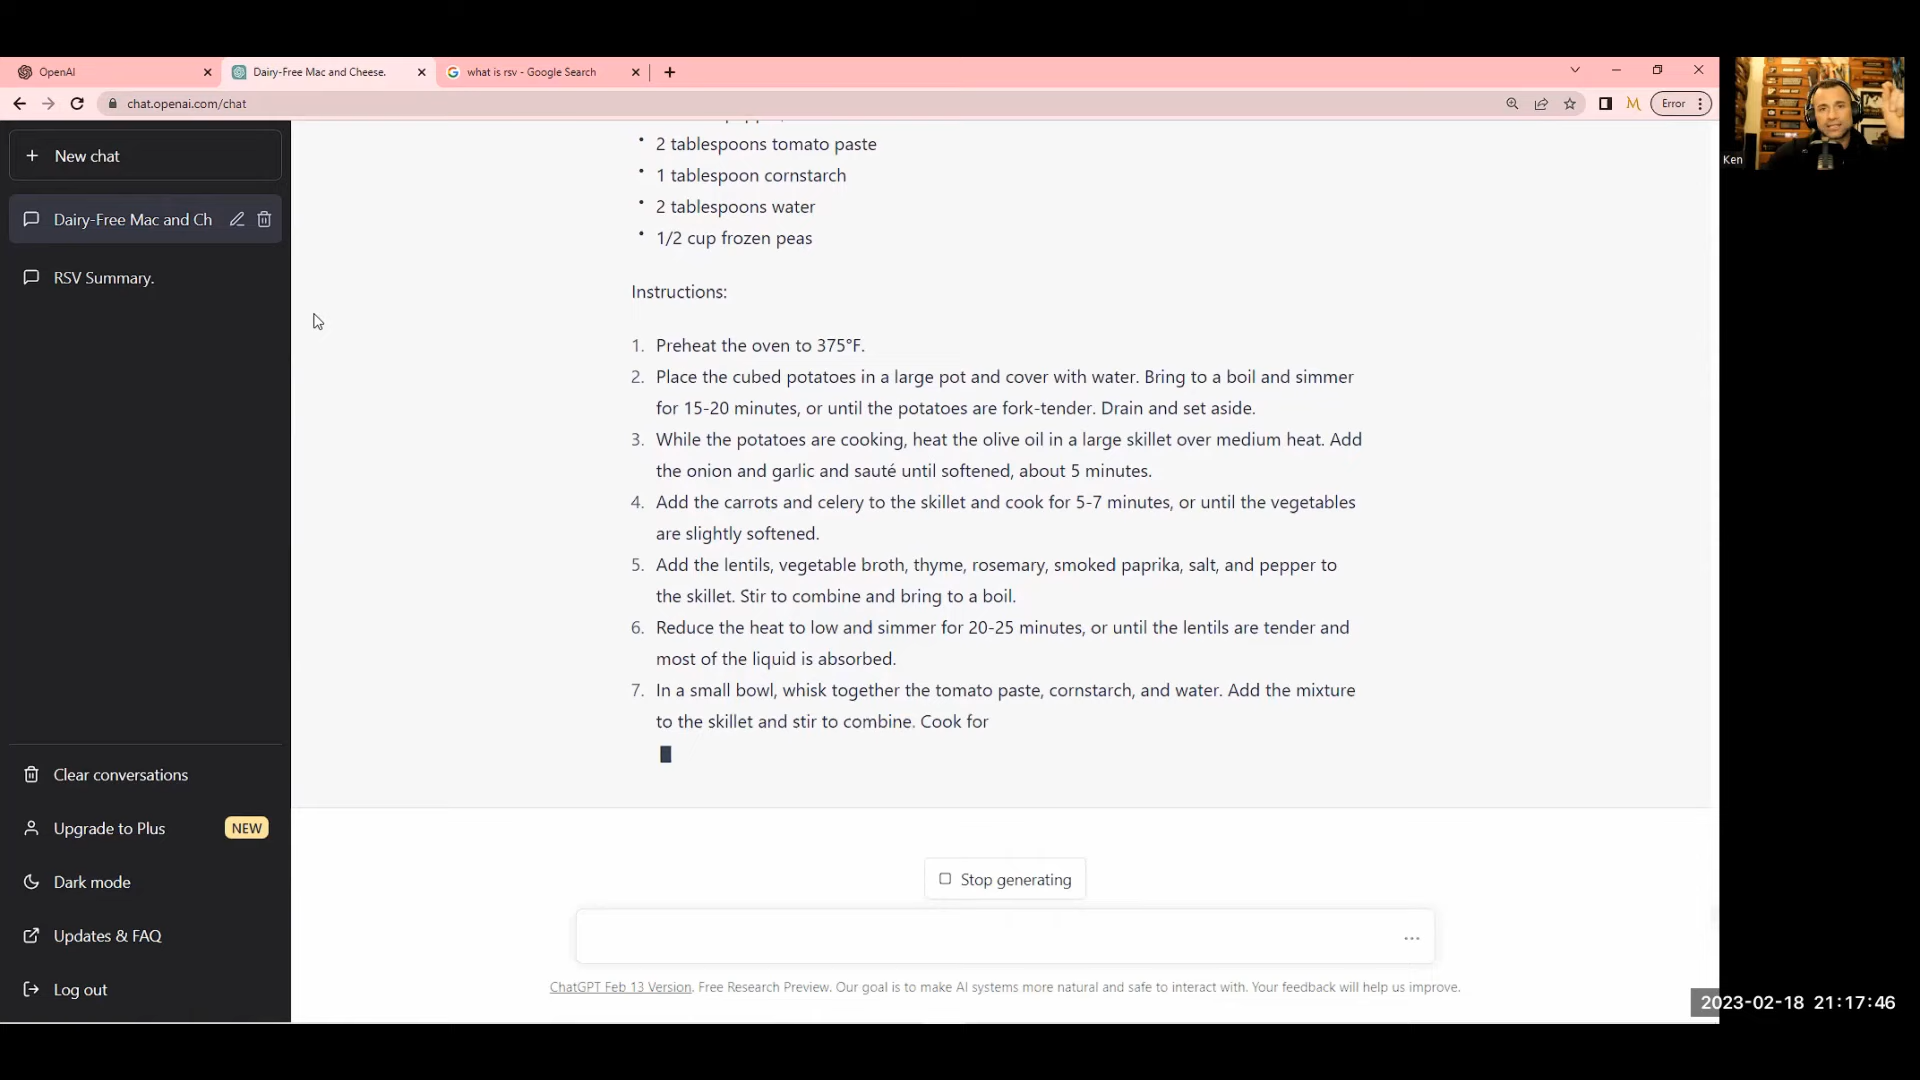 OpenAI
Dairy-Free Mac and Cheese.
what is rsv - Google Search
chat.openai.com/chat
Error
New chat
Dairy-Free Mac and Ch
RSV Summary.
Clear conversations
Upgrade to Plus
NEW
Dark mode
Updates & FAQ
Log out
• 2 tablespoons tomato paste
• 1 tablespoon cornstarch
• 2 tablespoons water
• 1/2 cup frozen peas
Instructions:
1. Preheat the oven to 375°F.
2. Place the cubed potatoes in a large pot and cover with water. Bring to a boil and simmer
for 15-20 minutes, or until the potatoes are fork-tender. Drain and set aside.
3. While the potatoes are cooking, heat the olive oil in a large skillet over medium heat. Add
the onion and garlic and sauté until softened, about 5 minutes.
4. Add the carrots and celery to the skillet and cook for 5-7 minutes, or until the vegetables
are slightly softened.
5. Add the lentils, vegetable broth, thyme, rosemary, smoked paprika, salt, and pepper to
the skillet. Stir to combine and bring to a boil.
6. Reduce the heat to low and simmer for 20-25 minutes, or until the lentils are tender and
most of the liquid is absorbed.
7. In a small bowl, whisk together the tomato paste, cornstarch, and water. Add the mixture
to the skillet and stir to combine. Cook for
Stop generating
ChatGPT Feb 13 Version. Free Research Preview. Our goal is to make AI systems more natural and safe to interact with. Your feedback will help us improve.
Ken
2023-02-18 21:17:46